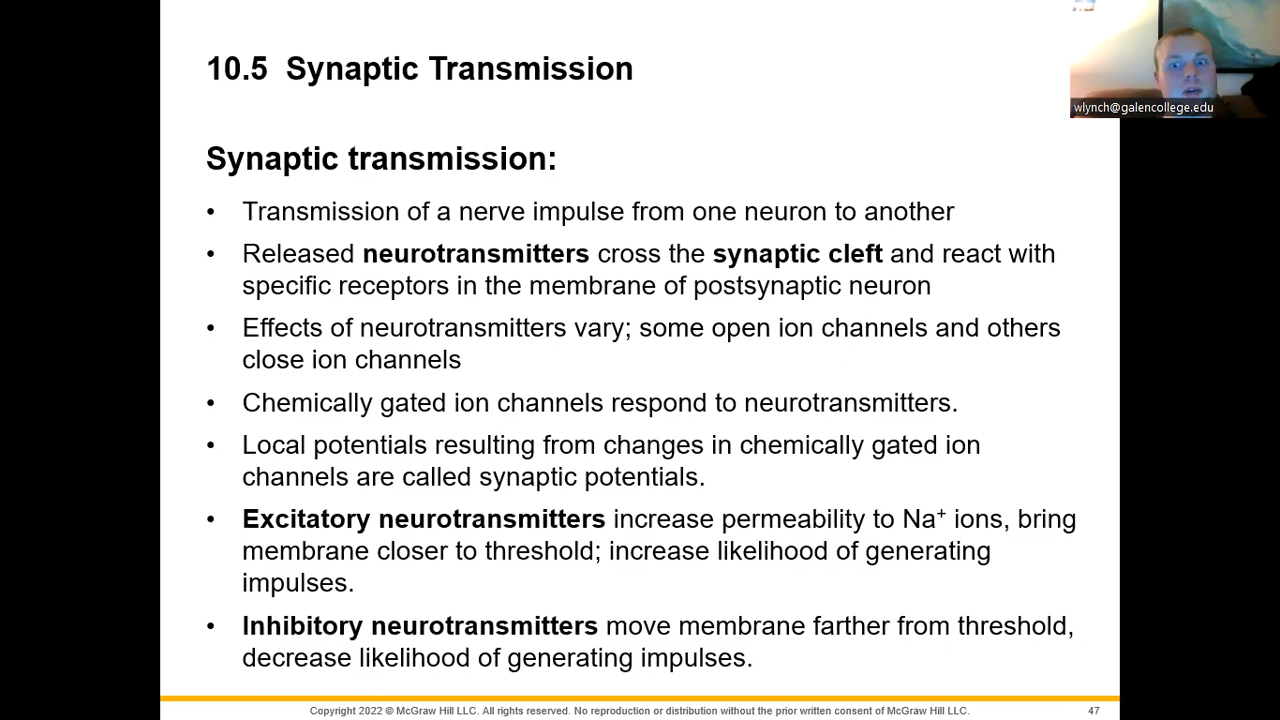 10.5 Synaptic Transmission
wlynch@galencollege.edu
Synaptic transmission:
• Transmission of a nerve impulse from one neuron to another
• Released neurotransmitters cross the synaptic cleft and react with
specific receptors in the membrane of postsynaptic neuron
• Effects of neurotransmitters vary; some open ion channels and others
close ion channels
• Chemically gated ion channels respond to neurotransmitters.
• Local potentials resulting from changes in chemically gated ion
channels are called synaptic potentials.
• Excitatory neurotransmitters increase permeability to Na⁺ ions, bring
membrane closer to threshold; increase likelihood of generating
impulses.
• Inhibitory neurotransmitters move membrane farther from threshold,
decrease likelihood of generating impulses.
Copyright 2022 © McGraw Hill LLC. All rights reserved. No reproduction or distribution without the prior written consent of McGraw Hill LLC.
47